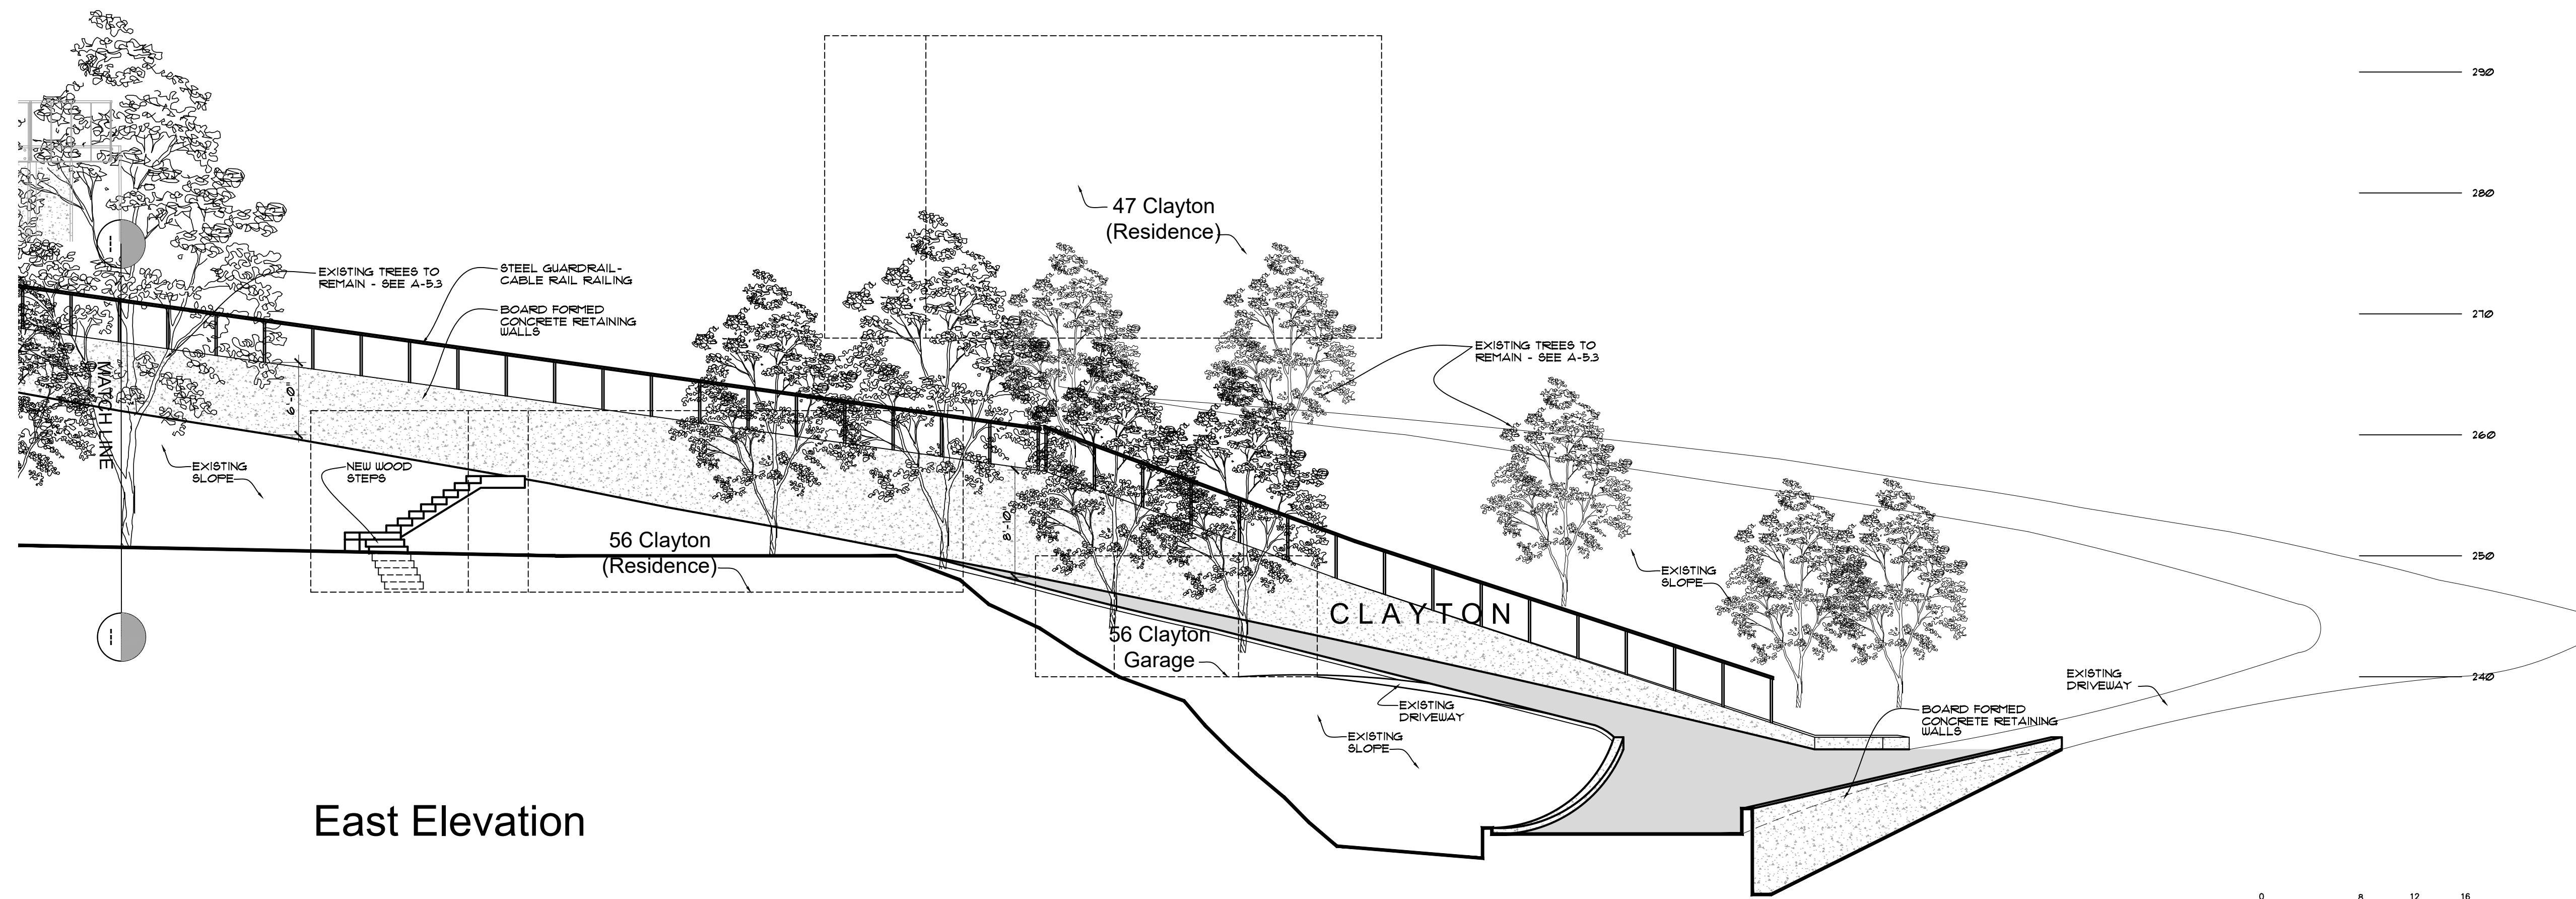 290
280
47 Clayton
(Residence)
EXISTING TREES TO
REMAIN - SEE A-5.3
STEEL GUARDRAIL-
CABLE RAIL RAILING
BOARD FORMED
CONCRETE RETAINING
WALLS
270
EXISTING TREES TO
REMAIN - SEE A-5.3
MATCH LINE
6'-0"
260
EXISTING
SLOPE
NEW WOOD
STEPS
8'-10"
56 Clayton
(Residence)
250
EXISTING
SLOPE
CLAYTON
56 Clayton
Garage
240
EXISTING
DRIVEWAY
EXISTING
DRIVEWAY
BOARD FORMED
CONCRETE RETAINING
WALLS
EXISTING
SLOPE
East Elevation
0 8 12 16